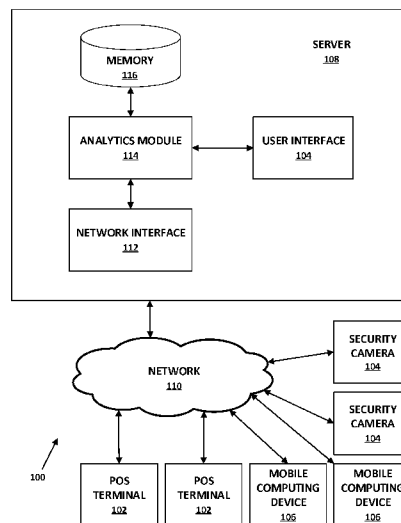 SERVER
108
MEMORY
116
ANALYTICS MODULE
114
USER INTERFACE
104
NETWORK INTERFACE
112
NETWORK
110
SECURITY
CAMERA
104
SECURITY
CAMERA
104
100
POS
TERMINAL
102
POS
TERMINAL
102
MOBILE
COMPUTING
DEVICE
106
MOBILE
COMPUTING
DEVICE
106